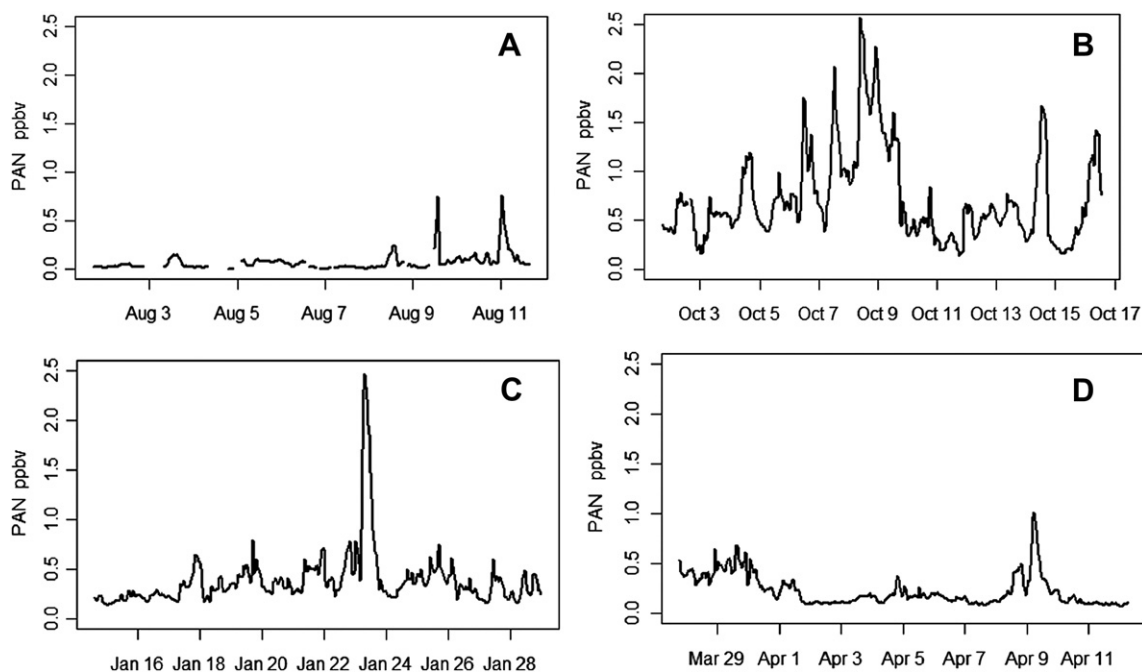 A
PAN ppbv
2.5
2.0
1.5
1.0
0.5
0.0
Aug 3 Aug 5 Aug 7 Aug 9 Aug 11
B
PAN ppbv
2.5
2.0
1.5
1.0
0.5
0.0
Oct 3 Oct 5 Oct 7 Oct 9 Oct 11 Oct 13 Oct 15 Oct 17
C
PAN ppbv
2.5
2.0
1.5
1.0
0.5
0.0
Jan 16 Jan 18 Jan 20 Jan 22 Jan 24 Jan 26 Jan 28
D
PAN ppbv
2.5
2.0
1.5
1.0
0.5
0.0
Mar 29 Apr 1 Apr 3 Apr 5 Apr 7 Apr 9 Apr 11